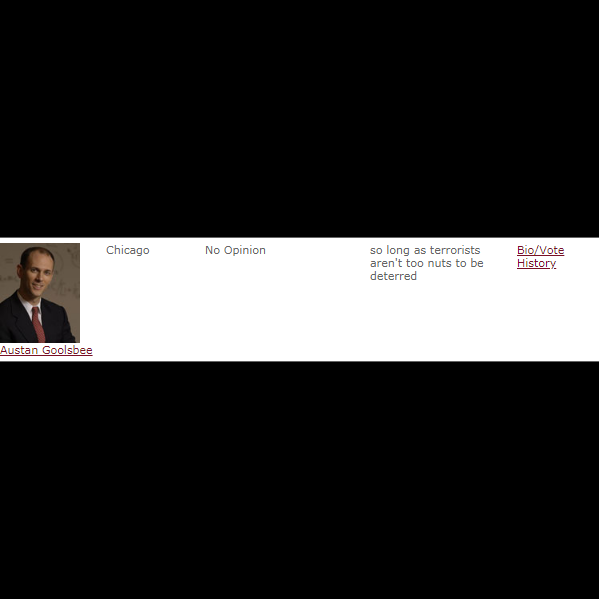 Chicago
No Opinion
so long as terrorists
aren't too nuts to be
deterred
Bio/Vote
History
Austan Goolsbee